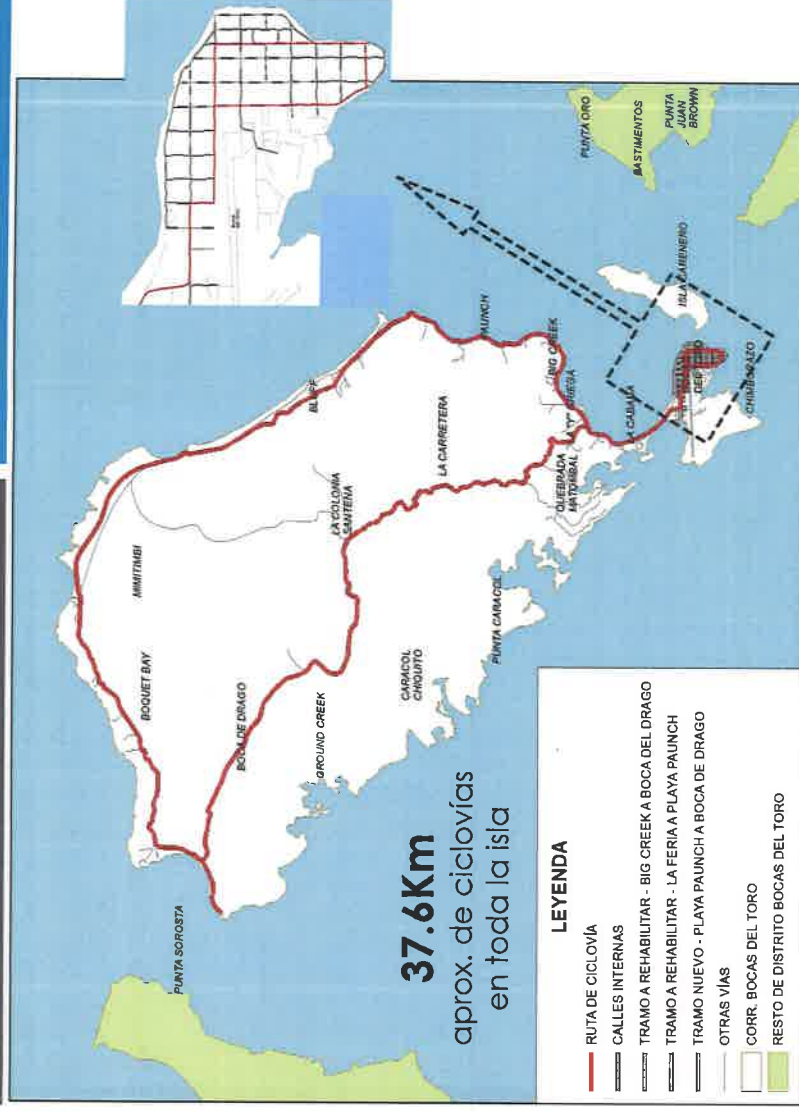 37.6Km
aprox. de ciclovías
en toda la isla
LEYENDA
RUTA DE CICLOVÍA
CALLES INTERNAS
TRAMO A REHABILITAR - BIG CREEK A BOCA DEL DRAGO
TRAMO A REHABILITAR - LA FERIA A PLAYA PAUNCH
TRAMO NUEVO - PLAYA PAUNCH A BOCA DE DRAGO
OTRAS VÍAS
CORR. BOCAS DEL TORO
RESTO DE DISTRITO BOCAS DEL TORO
PUNTA SOROSTA
BOQUET BAY
MIMITIMBI
BOCA DE DRAGO
GROUND CREEK
CARACOL
CHIQUITO
PUNTA CARACOL
LA COLONIA
SANTEÑA
BLUFF
LA CARRETERA
PAUNCH
BIG CREEK
QUEBRADA
MATOMBAL
LA CABAÑA
DEL TORO
CHIMBORAZO
ISLA CARENERO
PUNTA ORO
BASTIMENTOS
PUNTA
JUAN
BROWN